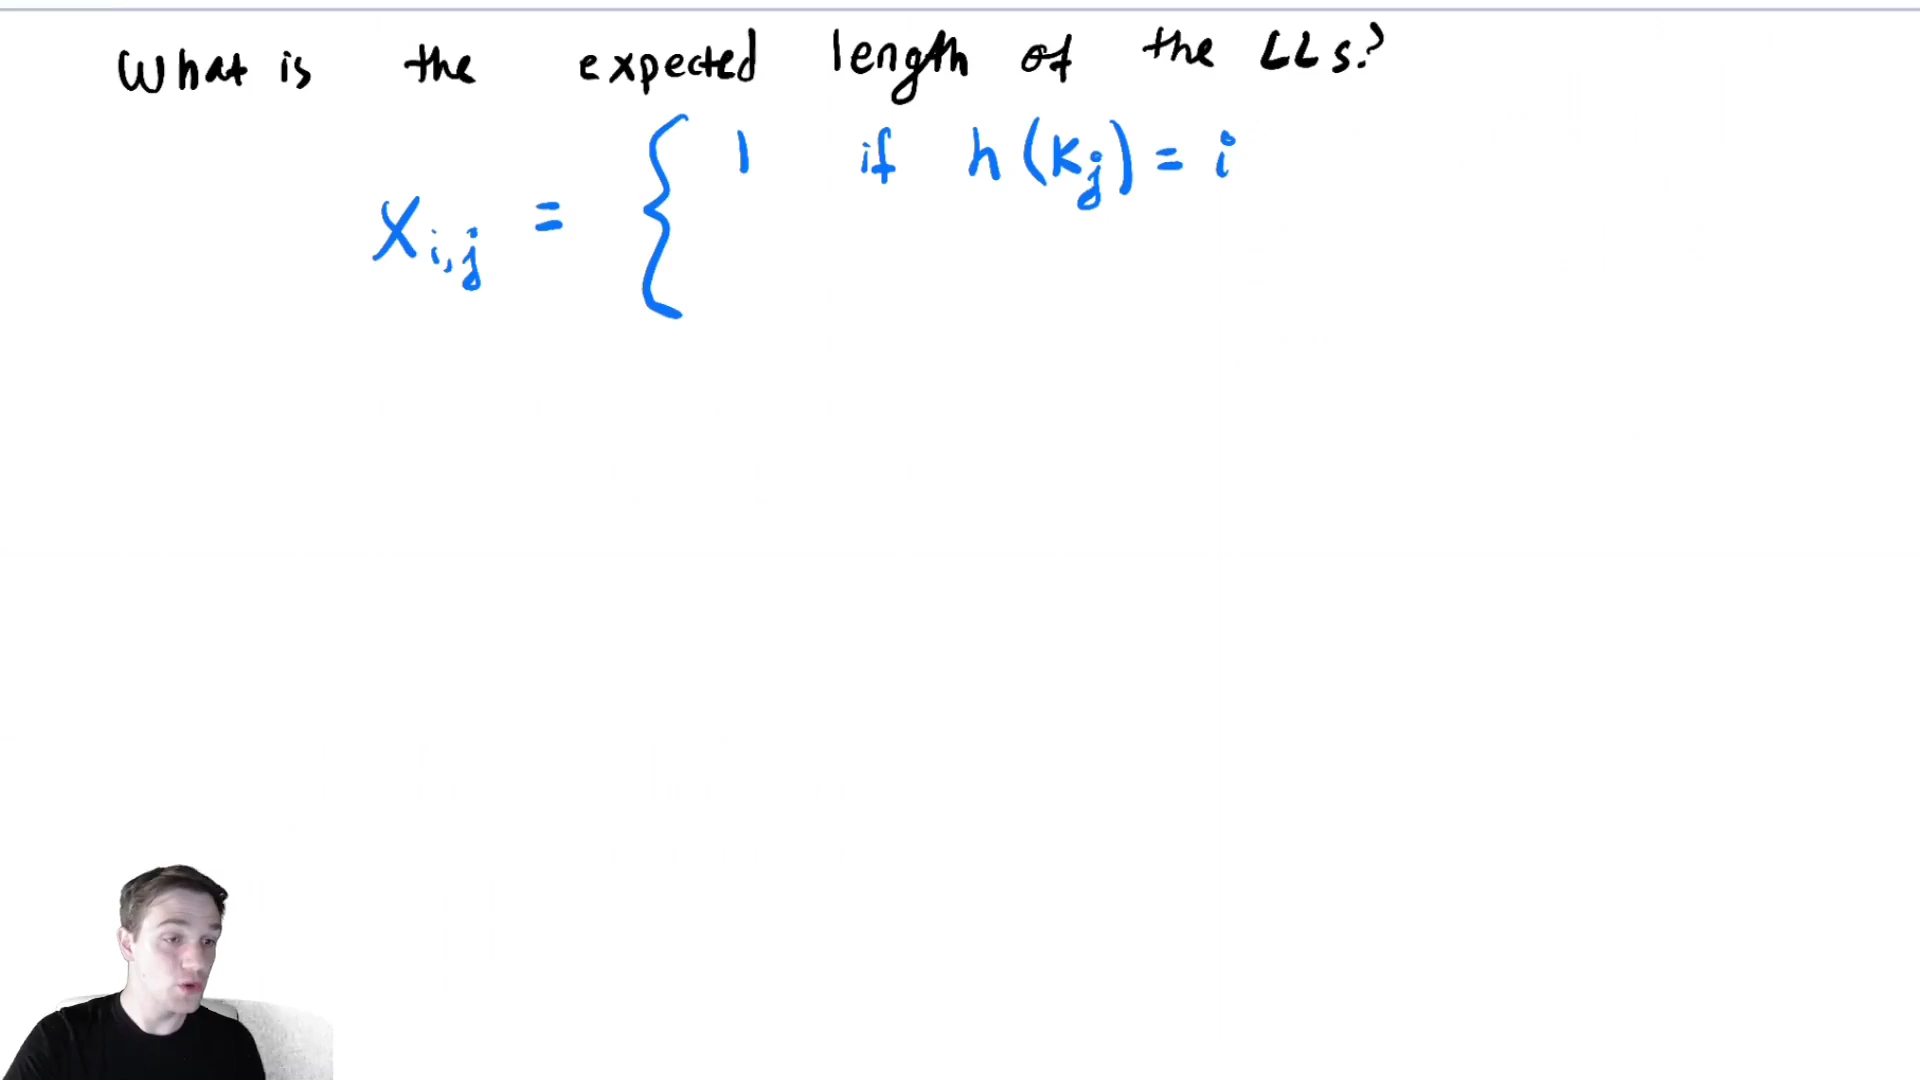 What is the expected length of the LLs?
X_{i,j} = { 1 if h(K_j) = i